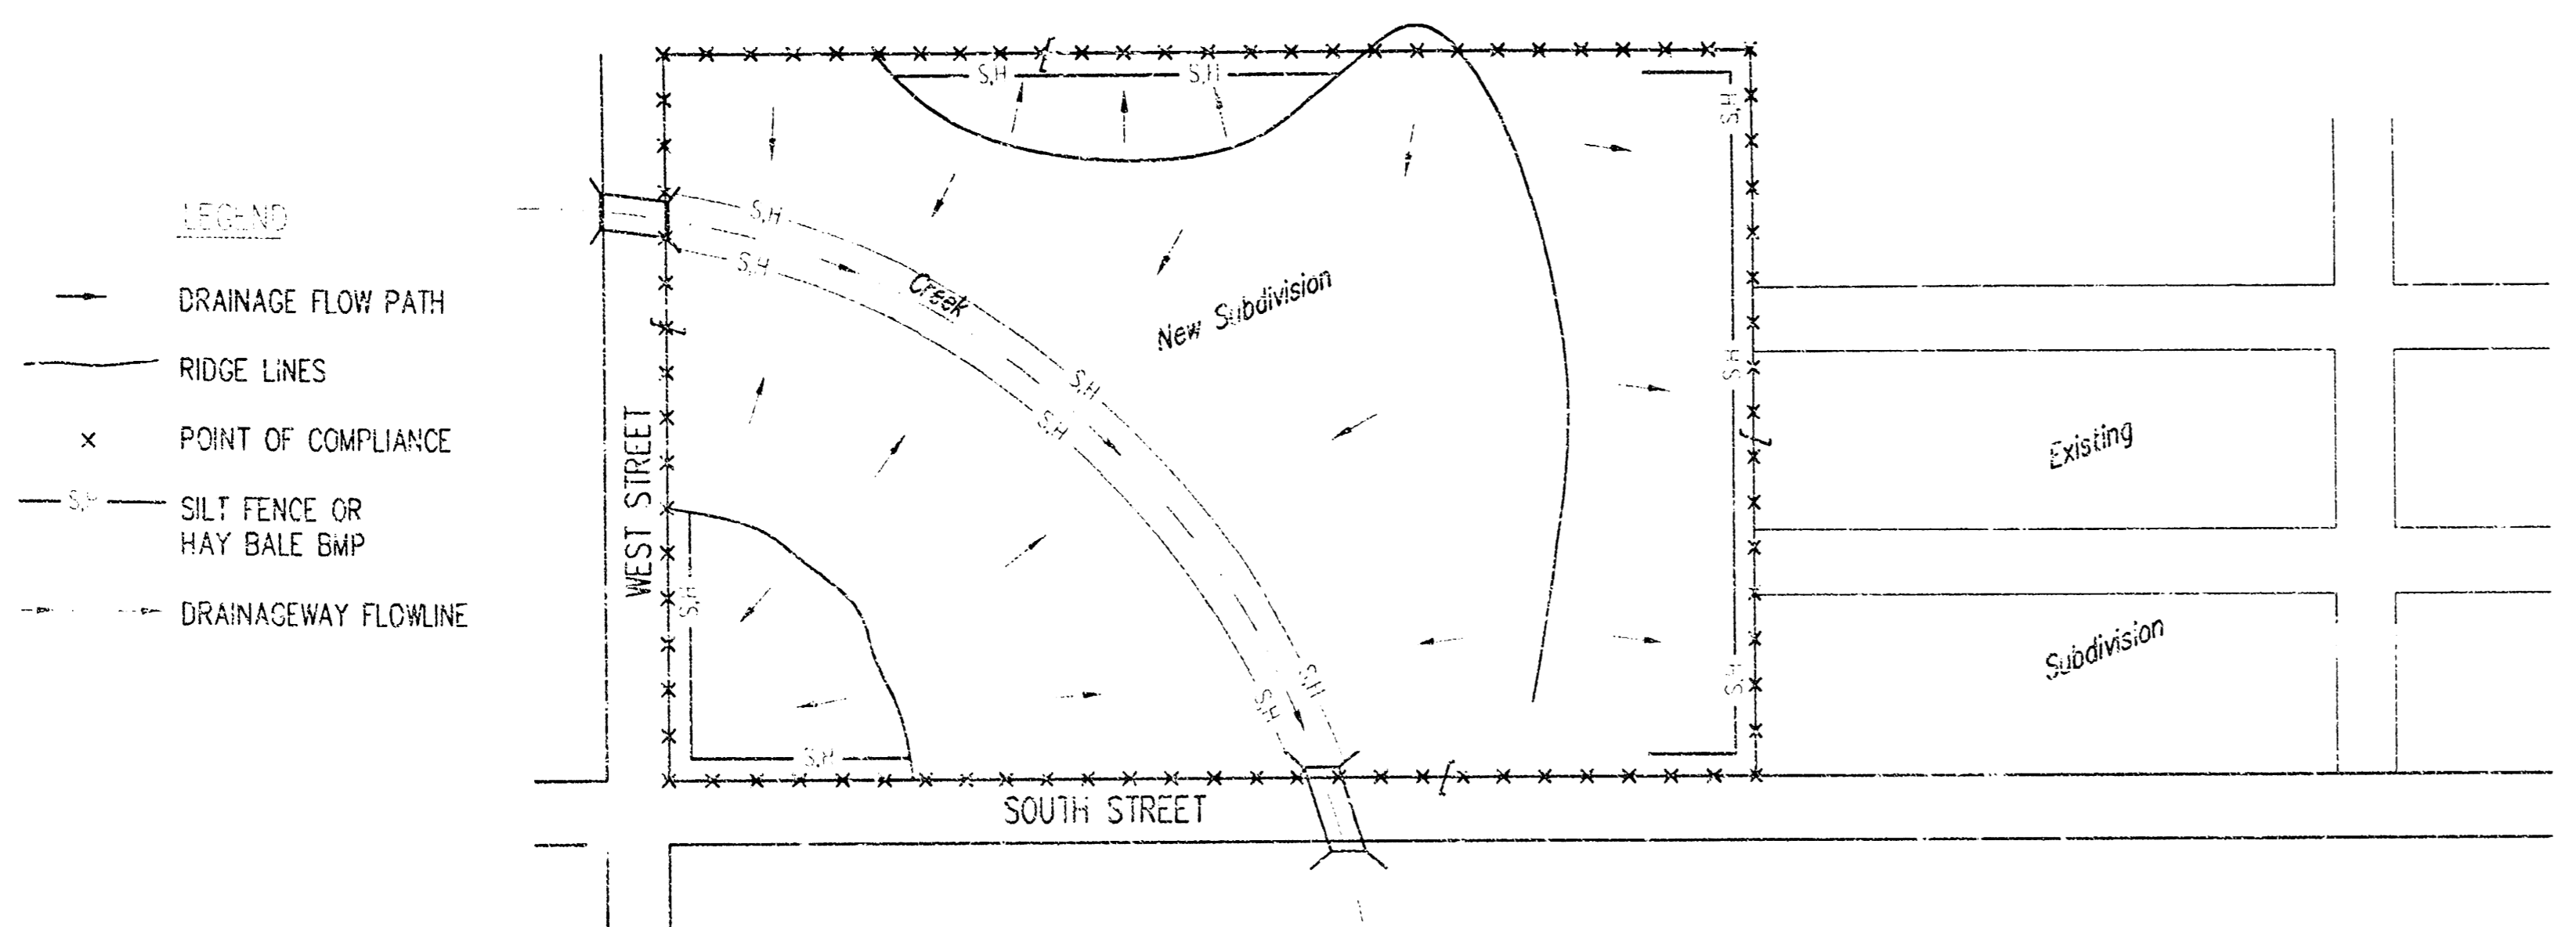 LEGEND
DRAINAGE FLOW PATH
RIDGE LINES
X POINT OF COMPLIANCE
S,H SILT FENCE OR
HAY BALE BMP
DRAINAGEWAY FLOWLINE
S,H
S,H
S,H
S,H
S,H
Creek
New Subdivision
S,H
S,H
S,H
WEST STREET
Existing
S,H
Subdivision
S,H
S,H
S,H
S,H
SOUTH STREET